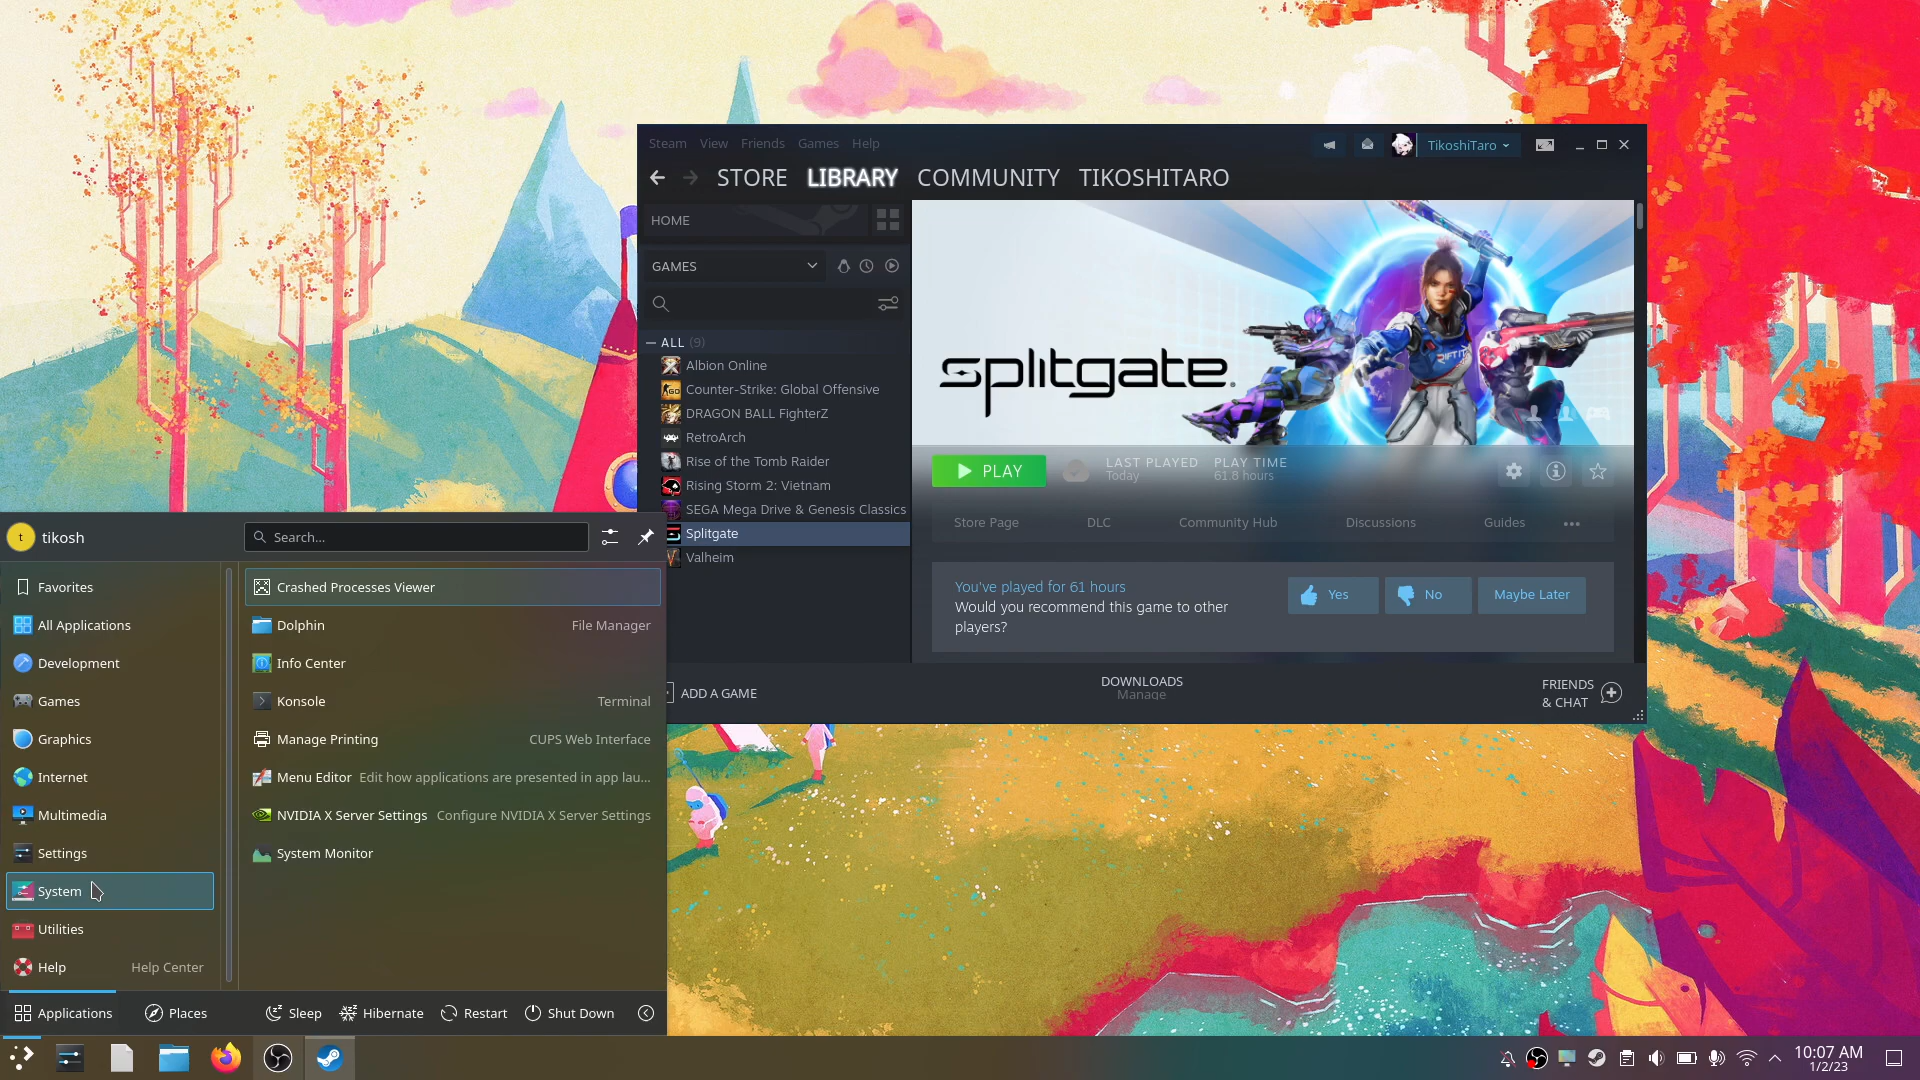 Steam View Friends Games Help
TikoshiTaro
STORE LIBRARY COMMUNITY TIKOSHITARO
HOME
GAMES
ALL (9)
Albion Online
Counter-Strike: Global Offensive
DRAGON BALL FighterZ
RetroArch
Rise of the Tomb Raider
Rising Storm 2: Vietnam
SEGA Mega Drive & Genesis Classics
Splitgate
Valheim
splitgate.
PLAY
LAST PLAYED
Today
PLAY TIME
61.8 hours
Store Page DLC Community Hub Discussions Guides
You've played for 61 hours
Would you recommend this game to other
players?
Yes
No
Maybe Later
ADD A GAME
DOWNLOADS
Manage
FRIENDS
& CHAT
t
tikosh
Search...
Favorites
All Applications
Development
Games
Graphics
Internet
Multimedia
Settings
System
Utilities
Help Help Center
Crashed Processes Viewer
Dolphin File Manager
Info Center
Konsole Terminal
Manage Printing CUPS Web Interface
Menu Editor Edit how applications are presented in app lau...
NVIDIA X Server Settings Configure NVIDIA X Server Settings
System Monitor
Applications Places Sleep Hibernate Restart Shut Down
10:07 AM
1/2/23